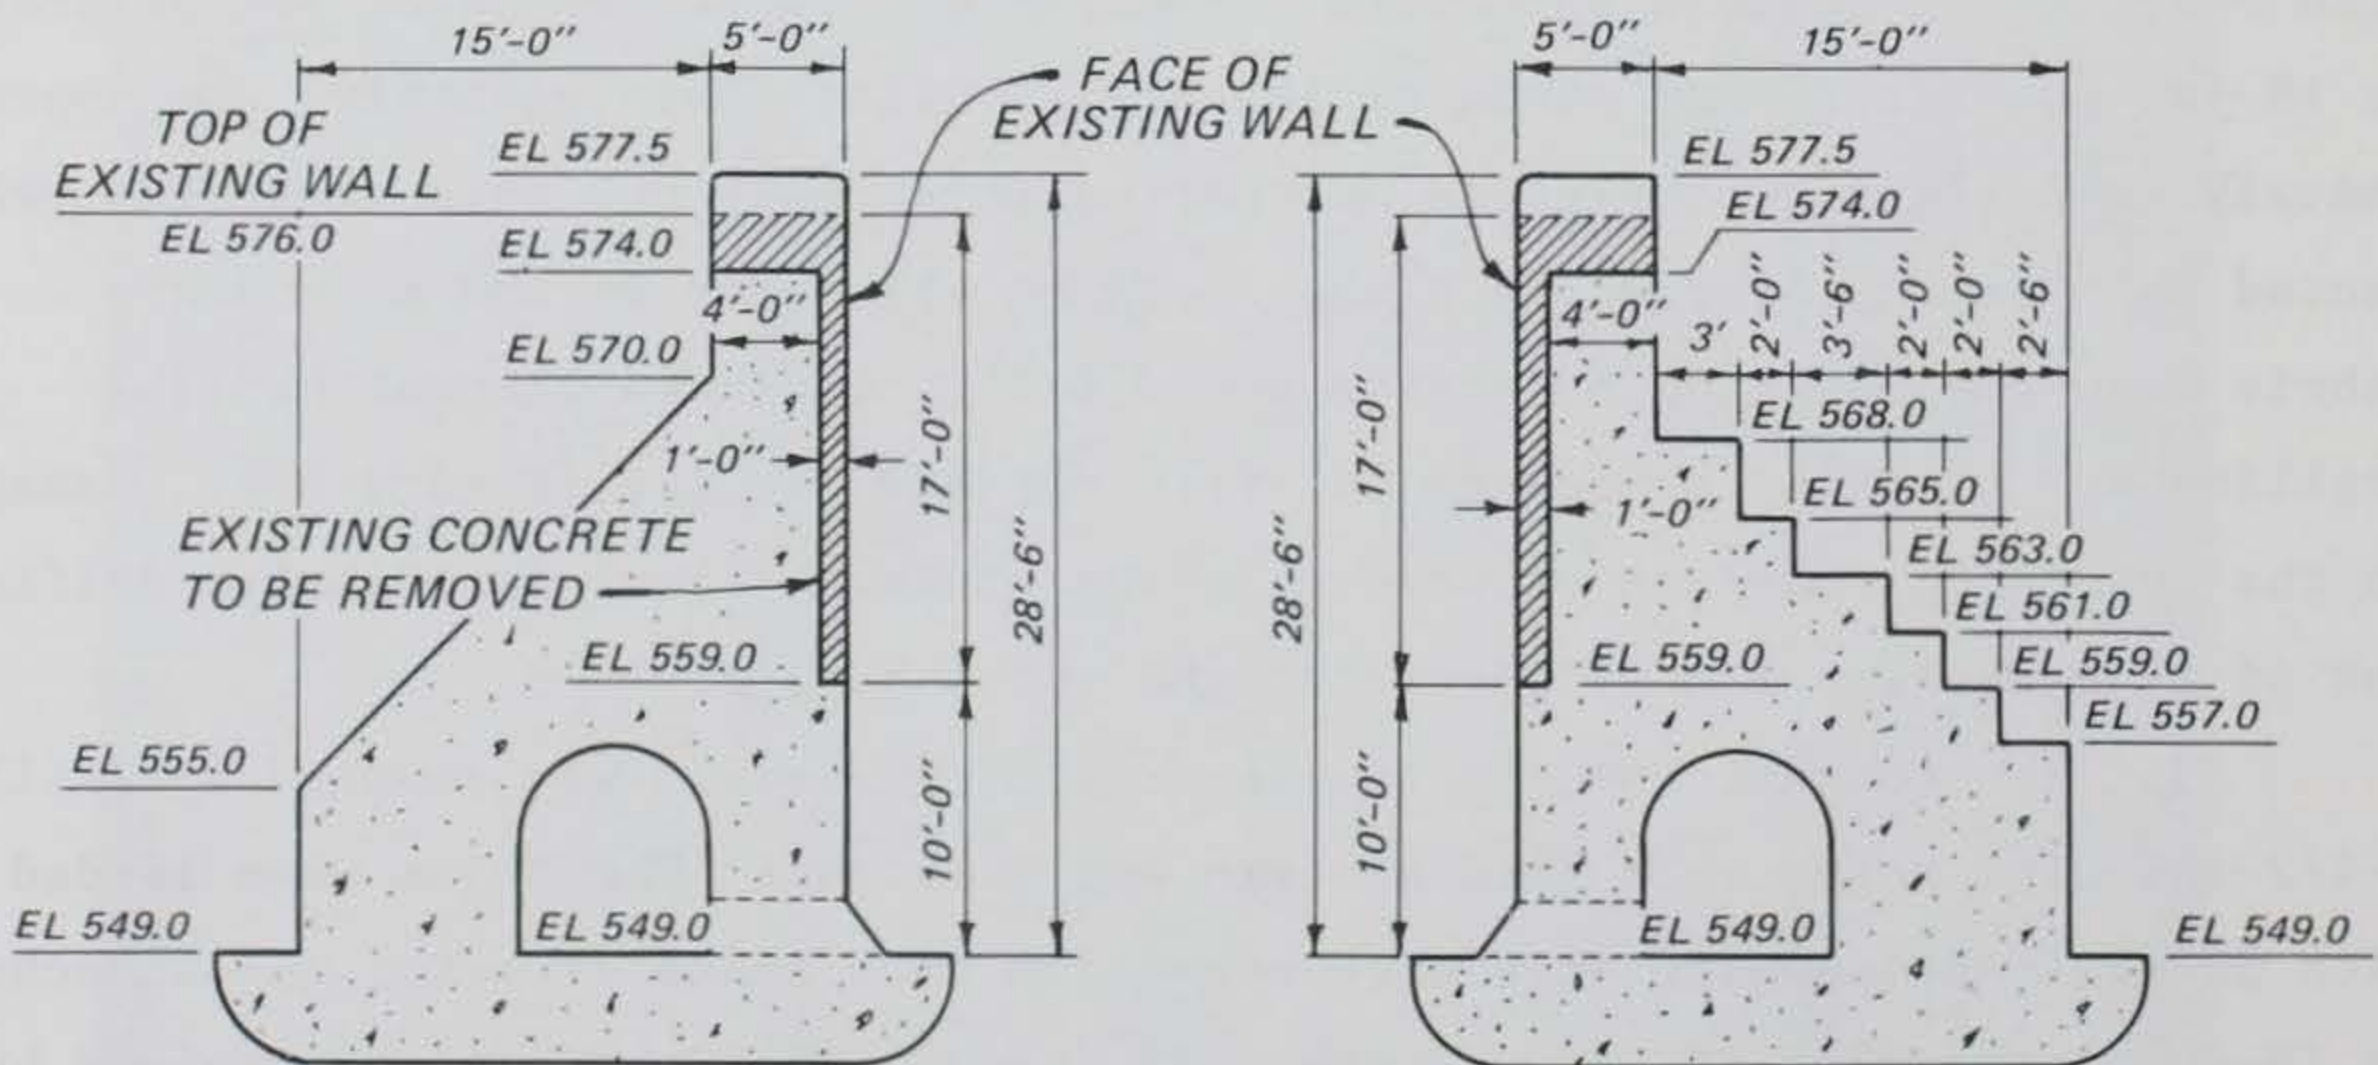 15'-0"
5'-0"
TOP OF
EXISTING WALL
EL 576.0
EL 577.5
EL 574.0
4'-0"
EL 570.0
1'-0"
EXISTING CONCRETE
TO BE REMOVED
EL 559.0
EL 555.0
EL 549.0
EL 549.0
17'-0"
10'-0"
28'-6"
FACE OF
EXISTING WALL
5'-0"
15'-0"
EL 577.5
EL 574.0
4'-0"
3'
2'-0"
3'-6"
2'-0"
2'-0"
2'-6"
EL 568.0
EL 565.0
EL 563.0
EL 561.0
EL 559.0
EL 557.0
17'-0"
28'-6"
1'-0"
EL 559.0
10'-0"
EL 549.0
EL 549.0